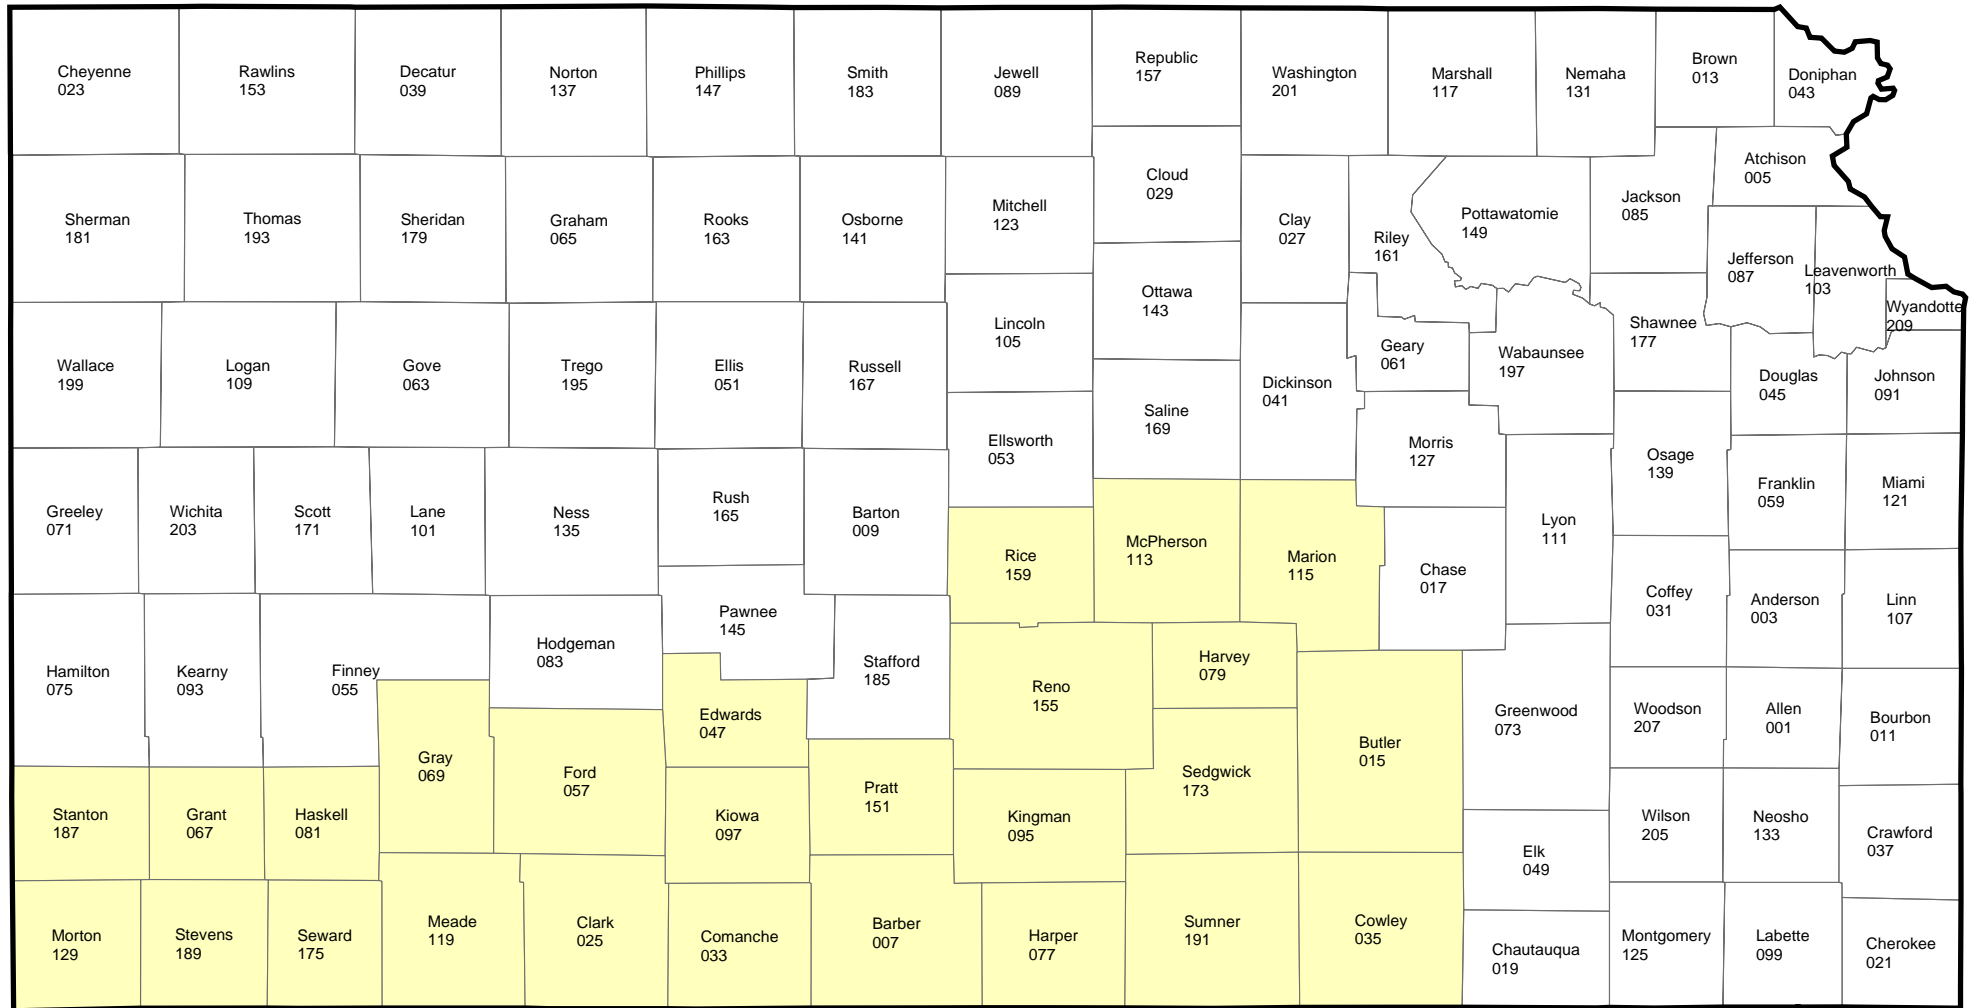 Cheyenne
023
Rawlins
153
Decatur
039
Norton
137
Phillips
147
Smith
183
Jewell
089
Republic
157
Washington
201
Marshall
117
Nemaha
131
Brown
013
Doniphan
043
Sherman
181
Thomas
193
Sheridan
179
Graham
065
Rooks
163
Osborne
141
Mitchell
123
Cloud
029
Clay
027
Riley
161
Pottawatomie
149
Jackson
085
Atchison
005
Jefferson
087
Leavenworth
103
Wyandotte
209
Wallace
199
Logan
109
Gove
063
Trego
195
Ellis
051
Russell
167
Lincoln
105
Ottawa
143
Dickinson
041
Geary
061
Wabaunsee
197
Shawnee
177
Douglas
045
Johnson
091
Ellsworth
053
Saline
169
Morris
127
Osage
139
Franklin
059
Miami
121
Greeley
071
Wichita
203
Scott
171
Lane
101
Ness
135
Rush
165
Barton
009
Rice
159
McPherson
113
Marion
115
Chase
017
Lyon
111
Coffey
031
Anderson
003
Linn
107
Hamilton
075
Kearny
093
Finney
055
Hodgeman
083
Pawnee
145
Stafford
185
Edwards
047
Reno
155
Harvey
079
Butler
015
Greenwood
073
Woodson
207
Allen
001
Bourbon
011
Gray
069
Ford
057
Kiowa
097
Pratt
151
Kingman
095
Sedgwick
173
Stanton
187
Grant
067
Haskell
081
Elk
049
Wilson
205
Neosho
133
Crawford
037
Morton
129
Stevens
189
Seward
175
Meade
119
Clark
025
Comanche
033
Barber
007
Harper
077
Sumner
191
Cowley
035
Chautauqua
019
Montgomery
125
Labette
099
Cherokee
021